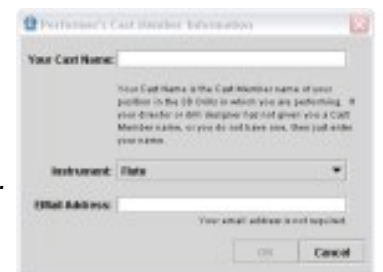 Performer's Cast Member Information
Your Cast Name:
Your Cast Name is the Cast Member name of your
position in the 3D Drills in which you are performing. If
your director or drill designer has not given you a Cast
Member name, or you do not have one, then just enter
your name.
Instrument: Flute
EMail Address:
Your email address is not required.
OK Cancel